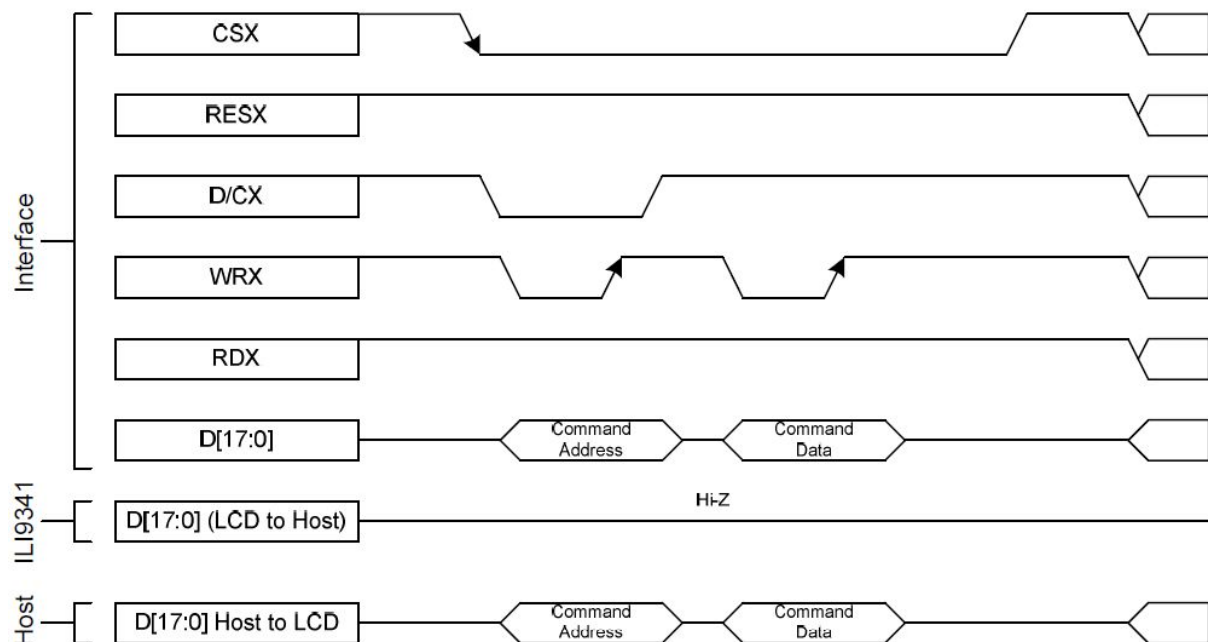 CSX
RESX
D/CX
WRX
RDX
D[17:0]
Command
Address
Command
Data
Interface
Hi-Z
D[17:0] (LCD to Host)
ILI9341
D[17:0] Host to LCD
Command
Address
Command
Data
Host